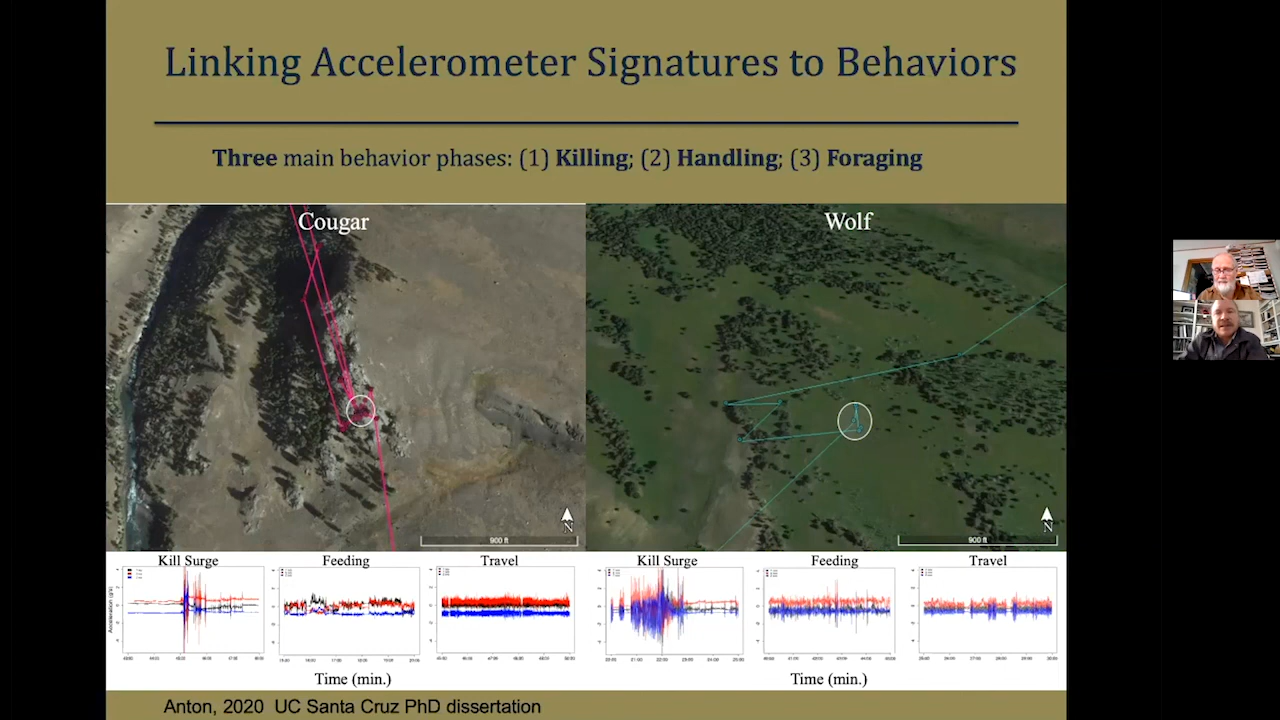 Linking Accelerometer Signatures to Behaviors
Three main behavior phases: (1) Killing; (2) Handling; (3) Foraging
Cougar
Wolf
N
N
900 ft
900 ft
Kill Surge
Feeding
Travel
Kill Surge
Feeding
Travel
Time (min.)
Time (min.)
Anton, 2020 UC Santa Cruz PhD dissertation